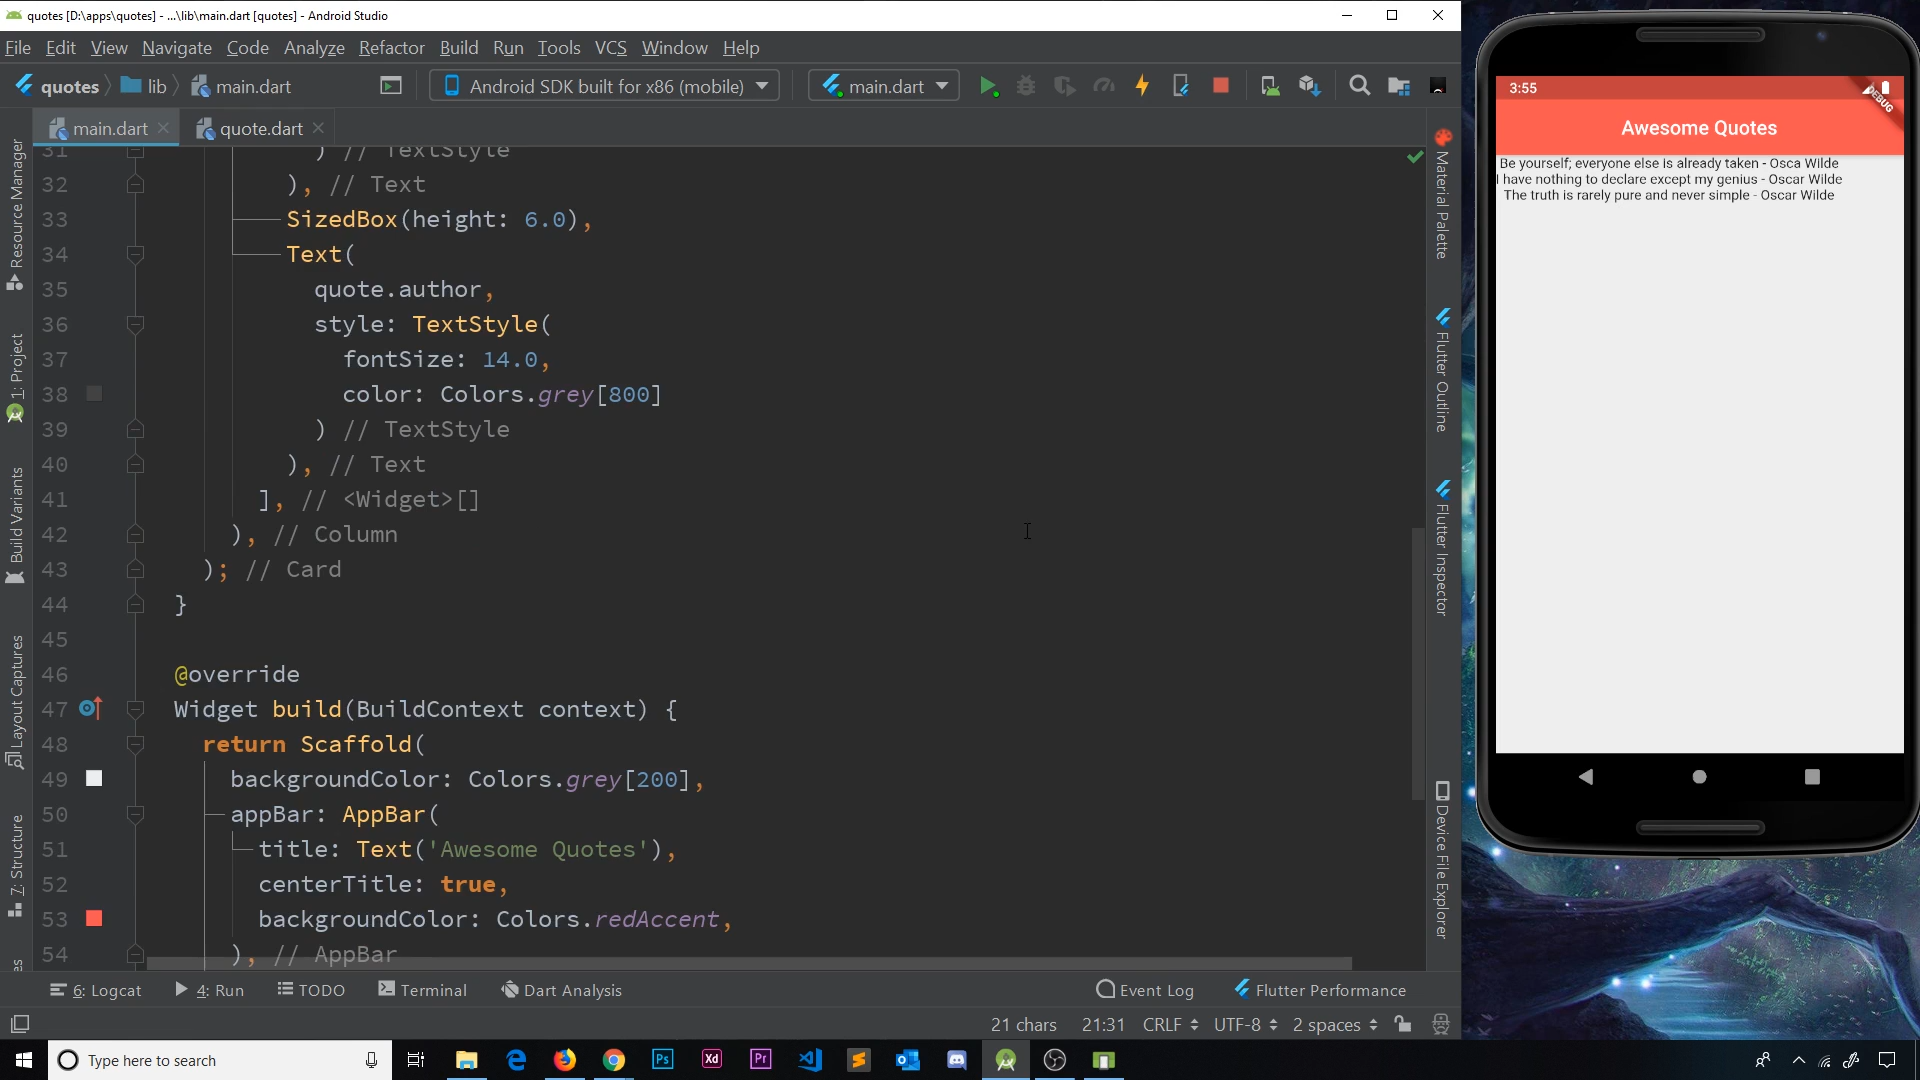 quotes [D:\apps\quotes] - ...\lib\main.dart [quotes] - Android Studio
File Edit View Navigate Code Analyze Refactor Build Run Tools VCS Window Help
quotes lib main.dart Android SDK built for x86 (mobile) main.dart
main.dart quote.dart
31 ) // TextStyle
32 ), // Text
33 SizedBox(height: 6.0),
34 Text(
35 quote.author,
36 style: TextStyle(
37 fontSize: 14.0,
38 color: Colors.grey[800]
39 ) // TextStyle
40 ), // Text
41 ], // <Widget>[]
42 ), // Column
43 ); // Card
44 }
45
46 @override
47 Widget build(BuildContext context) {
48 return Scaffold(
49 backgroundColor: Colors.grey[200],
50 appBar: AppBar(
51 title: Text('Awesome Quotes'),
52 centerTitle: true,
53 backgroundColor: Colors.redAccent,
54 ), // AppBar
Resource Manager
1: Project
Build Variants
Layout Captures
7: Structure
Material Palette
Flutter Outline
Flutter Inspector
Device File Explorer
6: Logcat 4: Run TODO Terminal Dart Analysis Event Log Flutter Performance
21 chars 21:31 CRLF UTF-8 2 spaces
Type here to search
Ps Xd Pr
3:55
DEBUG
Awesome Quotes
Be yourself; everyone else is already taken - Osca Wilde
I have nothing to declare except my genius - Oscar Wilde
The truth is rarely pure and never simple - Oscar Wilde